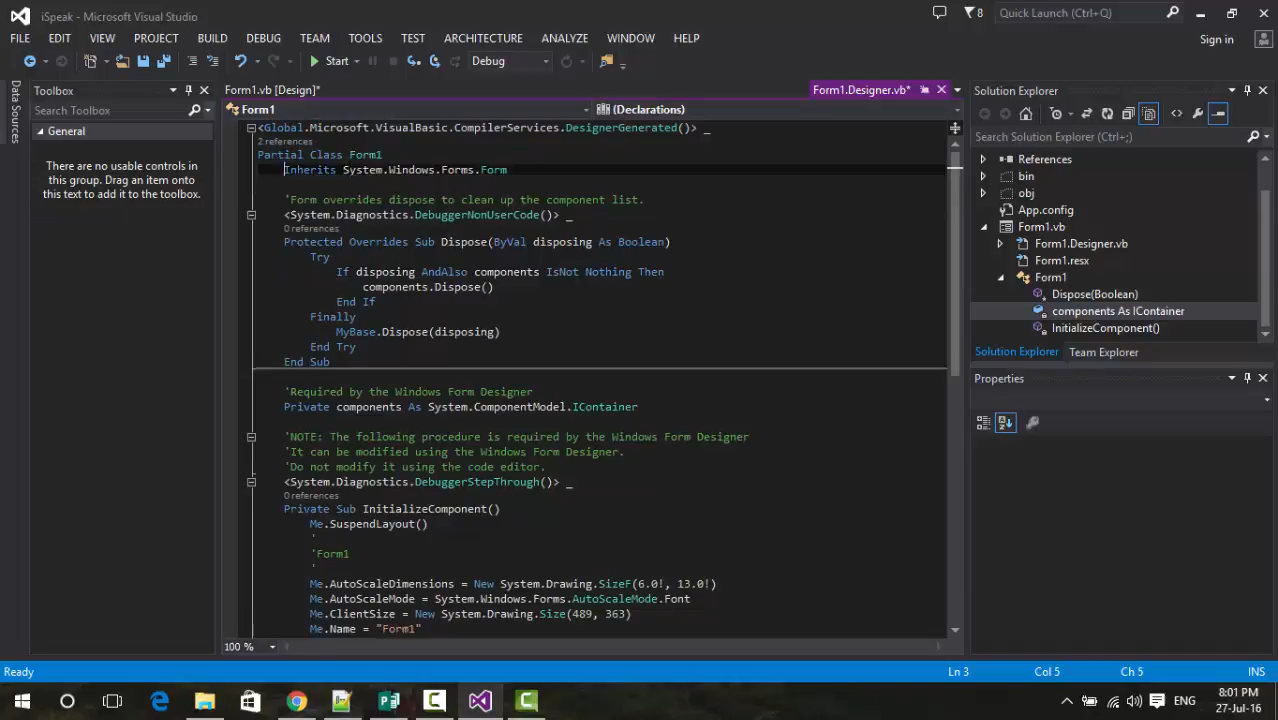 iSpeak - Microsoft Visual Studio
8
Quick Launch (Ctrl+Q)
FILE EDIT VIEW PROJECT BUILD DEBUG TEAM TOOLS TEST ARCHITECTURE ANALYZE WINDOW HELP
Sign in
Start
Debug
Data Sources
Toolbox
Search Toolbox
General
There are no usable controls in
this group. Drag an item onto
this text to add it to the toolbox.
Form1.vb [Design]*
Form1.Designer.vb*
Form1
(Declarations)
<Global.Microsoft.VisualBasic.CompilerServices.DesignerGenerated()> _
2 references
Partial Class Form1
Inherits System.Windows.Forms.Form
'Form overrides dispose to clean up the component list.
<System.Diagnostics.DebuggerNonUserCode()> _
0 references
Protected Overrides Sub Dispose(ByVal disposing As Boolean)
Try
If disposing AndAlso components IsNot Nothing Then
components.Dispose()
End If
Finally
MyBase.Dispose(disposing)
End Try
End Sub
'Required by the Windows Form Designer
Private components As System.ComponentModel.IContainer
'NOTE: The following procedure is required by the Windows Form Designer
'It can be modified using the Windows Form Designer.
'Do not modify it using the code editor.
<System.Diagnostics.DebuggerStepThrough()> _
0 references
Private Sub InitializeComponent()
Me.SuspendLayout()
'
'Form1
'
Me.AutoScaleDimensions = New System.Drawing.SizeF(6.0!, 13.0!)
Me.AutoScaleMode = System.Windows.Forms.AutoScaleMode.Font
Me.ClientSize = New System.Drawing.Size(489, 363)
Me.Name = "Form1"
100 %
Solution Explorer
Search Solution Explorer (Ctrl+;)
References
bin
obj
App.config
Form1.vb
Form1.Designer.vb
Form1.resx
Form1
Dispose(Boolean)
components As IContainer
InitializeComponent()
Solution Explorer Team Explorer
Properties
Ready
Ln 3 Col 5 Ch 5 INS
ENG
8:01 PM
27-Jul-16